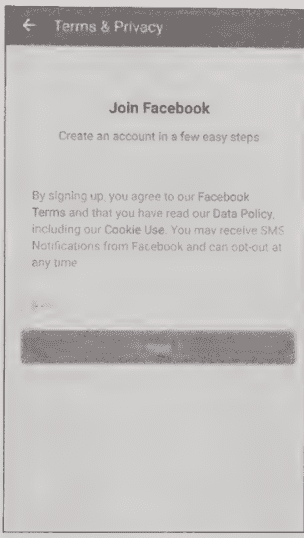 ← Terms & Privacy
Join Facebook
Create an account in a few easy steps
By signing up, you agree to our Facebook
Terms and that you have read our Data Policy,
including our Cookie Use. You may receive SMS
Notifications from Facebook and can opt-out at
any time